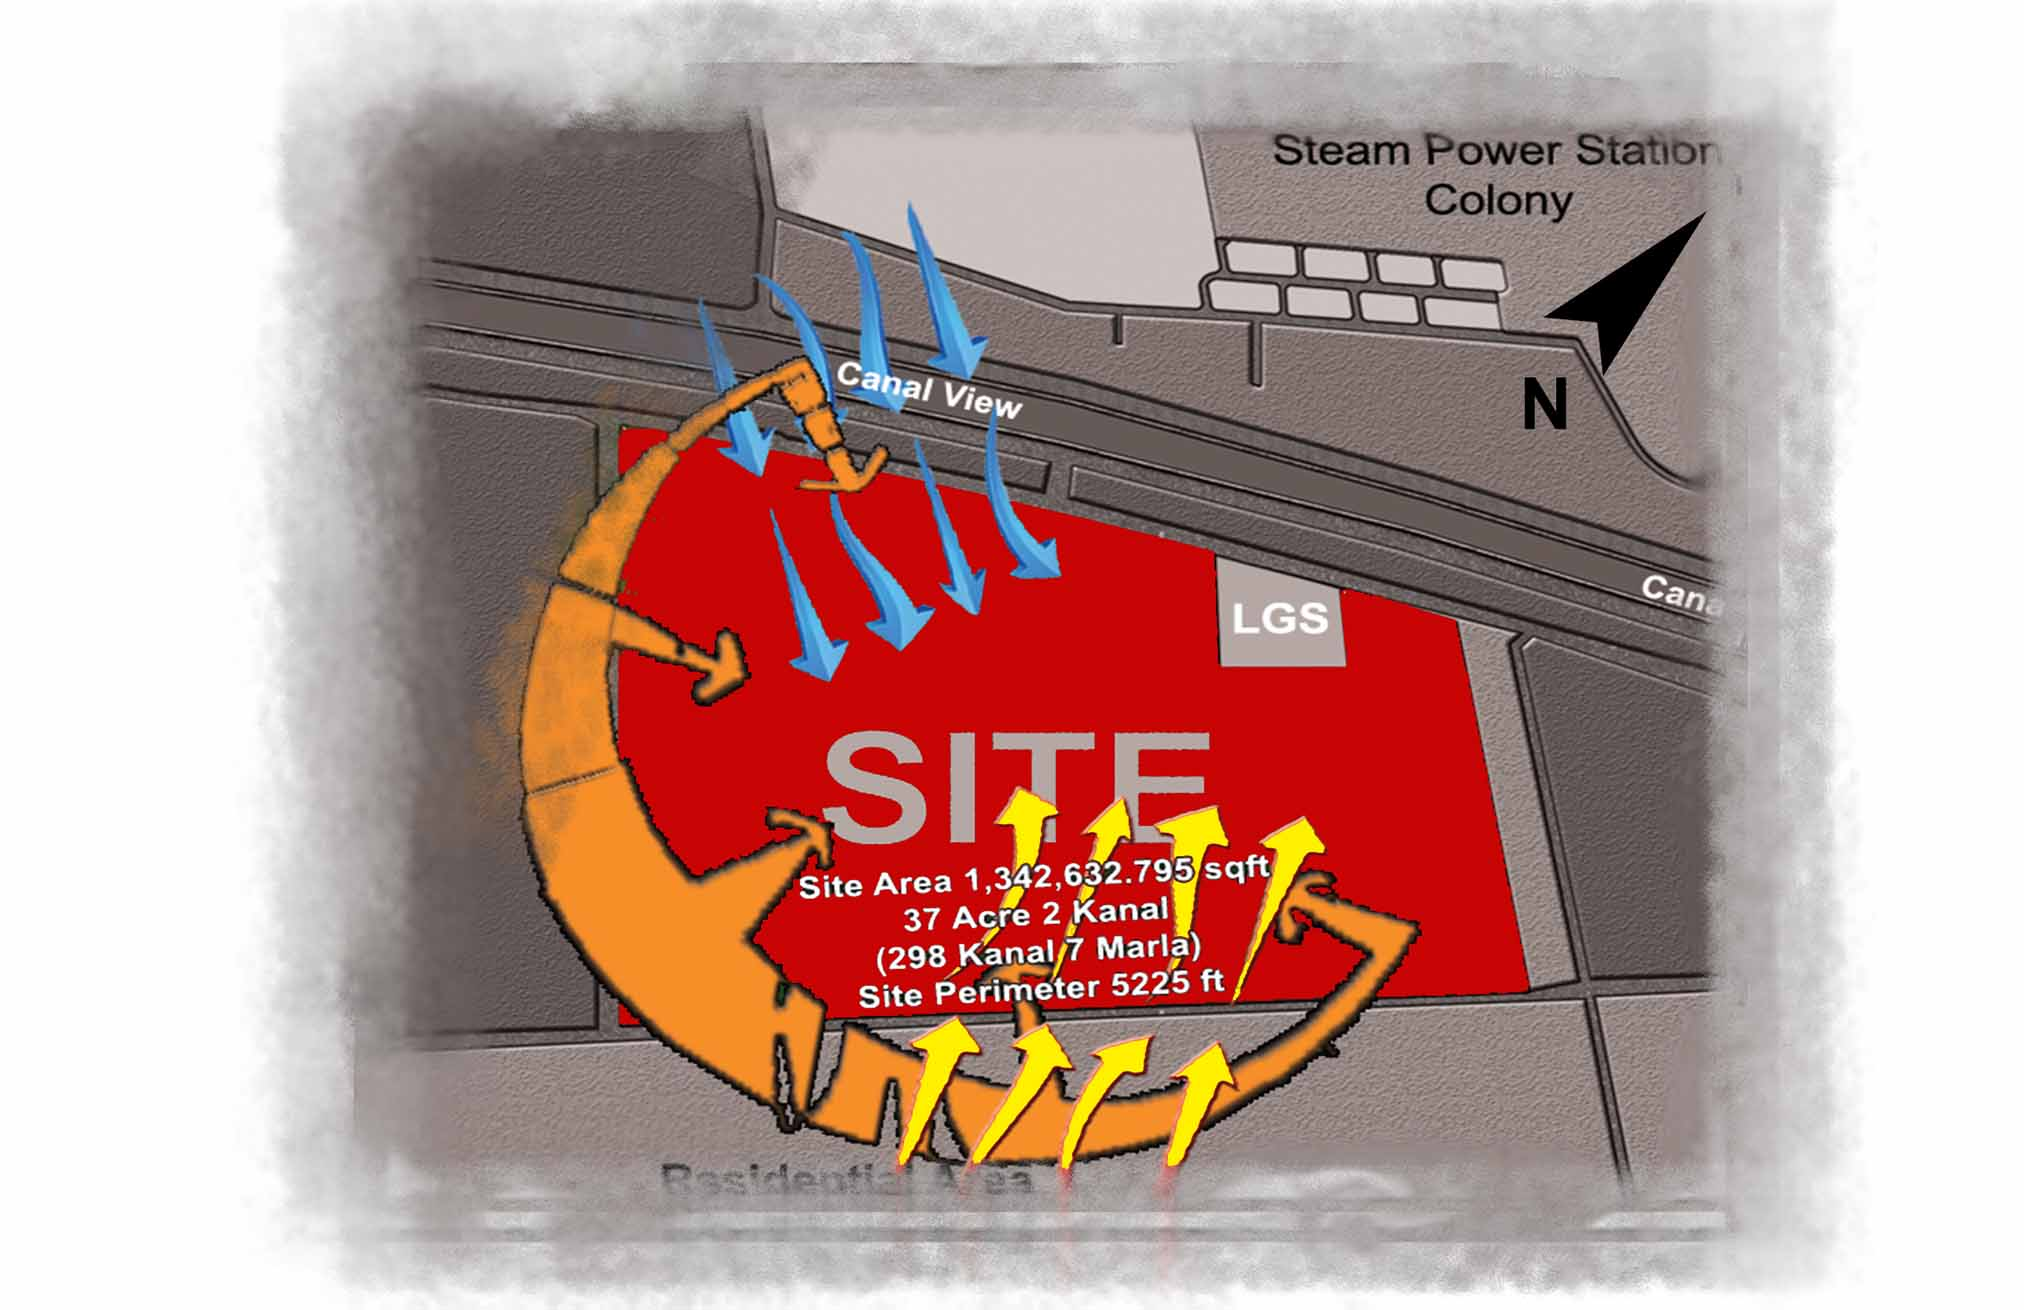 Steam Power Station
Colony
N
Canal View
Cana
LGS
SITE
Site Area 1,342,632.795 sqft
37 Acre 2 Kanal
(298 Kanal 7 Marla)
Site Perimeter 5225 ft
Residential Area